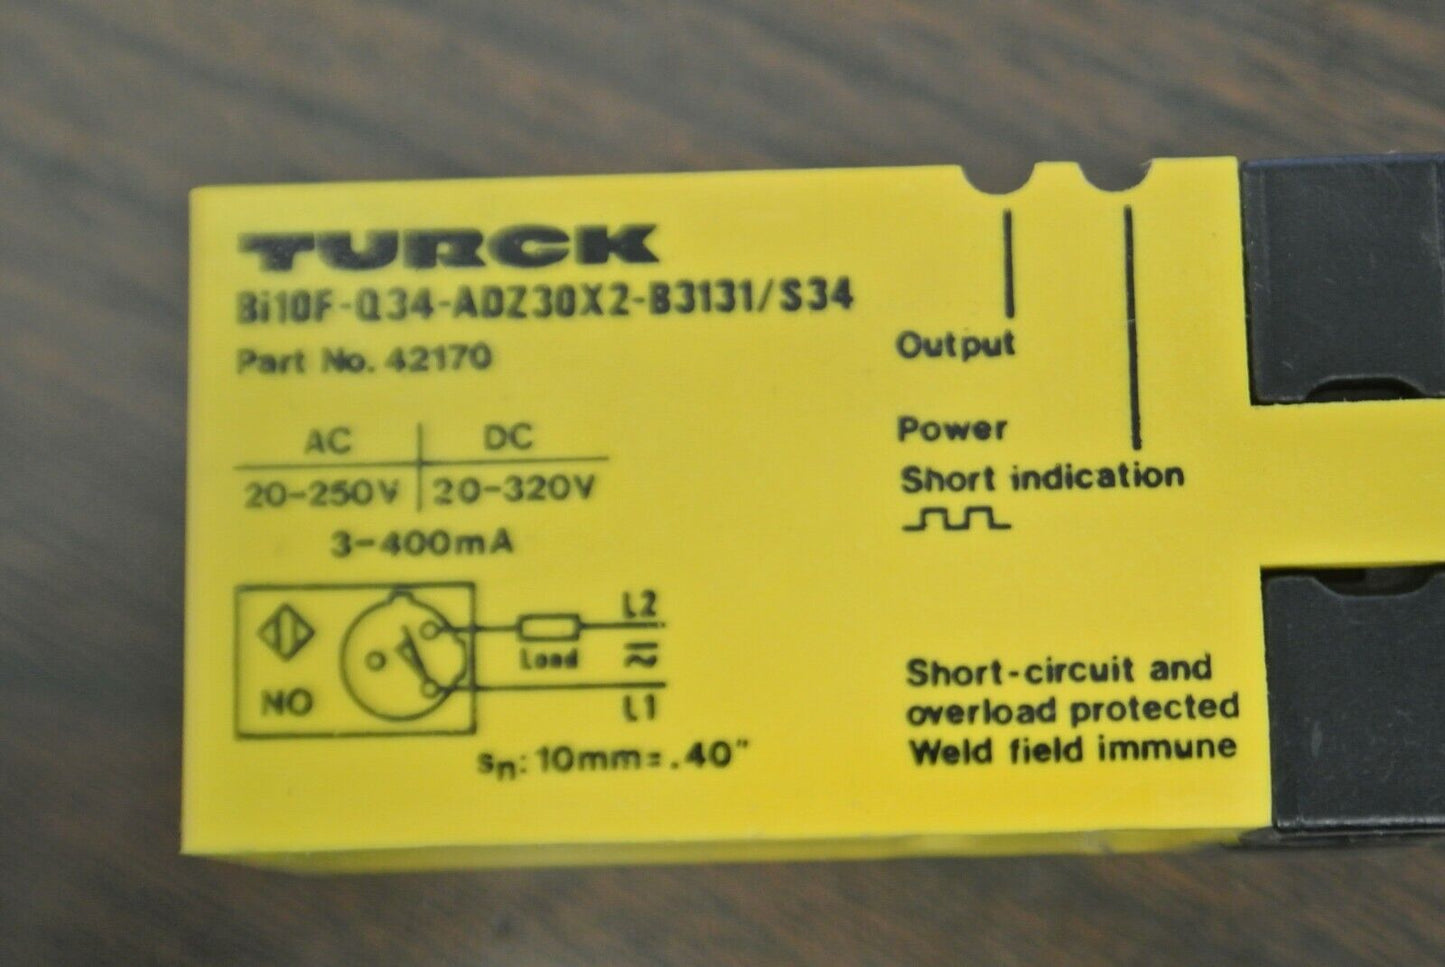 TURCK
Bi10F-Q34-ADZ30X2-B3131/S34
Part No. 42170
AC DC
20-250V 20-320V
3-400mA
NO
L2
Load
L1
sn: 10mm=.40"
Output
Power
Short indication
Short-circuit and
overload protected
Weld field immune